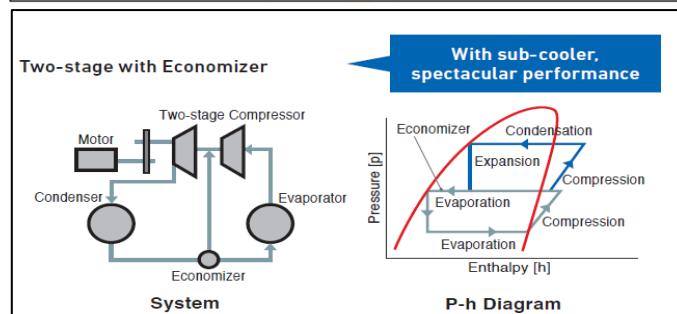 Two-stage with Economizer
With sub-cooler,
spectacular performance
Two-stage Compressor
Motor
Condenser
Evaporator
Economizer
System
Economizer
Condensation
Expansion
Compression
Evaporation
Compression
Evaporation
Pressure [p]
Enthalpy [h]
P-h Diagram